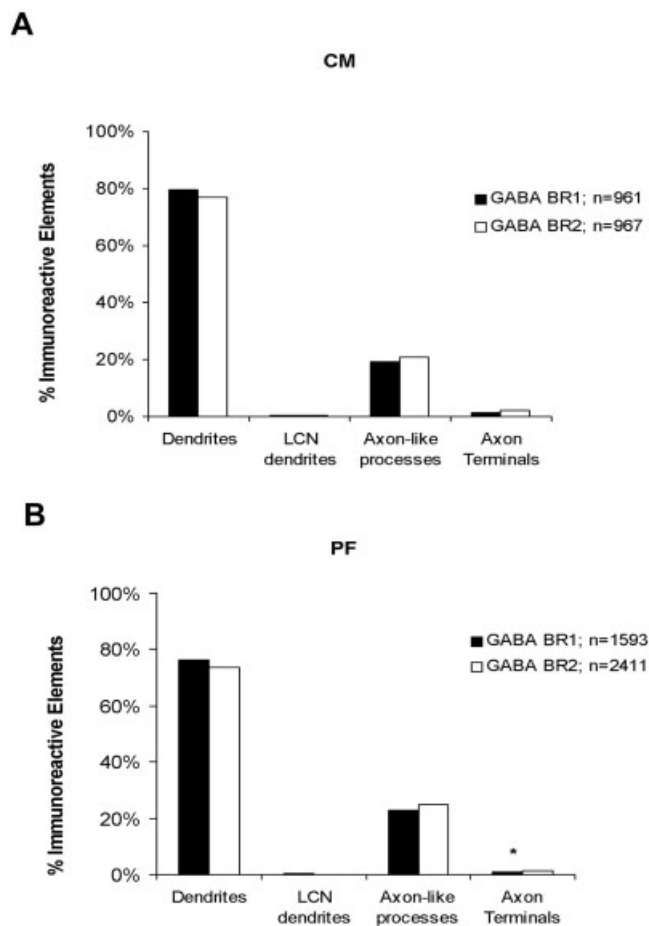 A
CM
% Immunoreactive Elements
100%
80%
60%
40%
20%
0%
GABA BR1; n=961
GABA BR2; n=967
Dendrites
LCN
dendrites
Axon-like
processes
Axon
Terminals
B
PF
% Immunoreactive Elements
100%
80%
60%
40%
20%
0%
GABA BR1; n=1593
GABA BR2; n=2411
*
Dendrites
LCN
dendrites
Axon-like
processes
Axon
Terminals